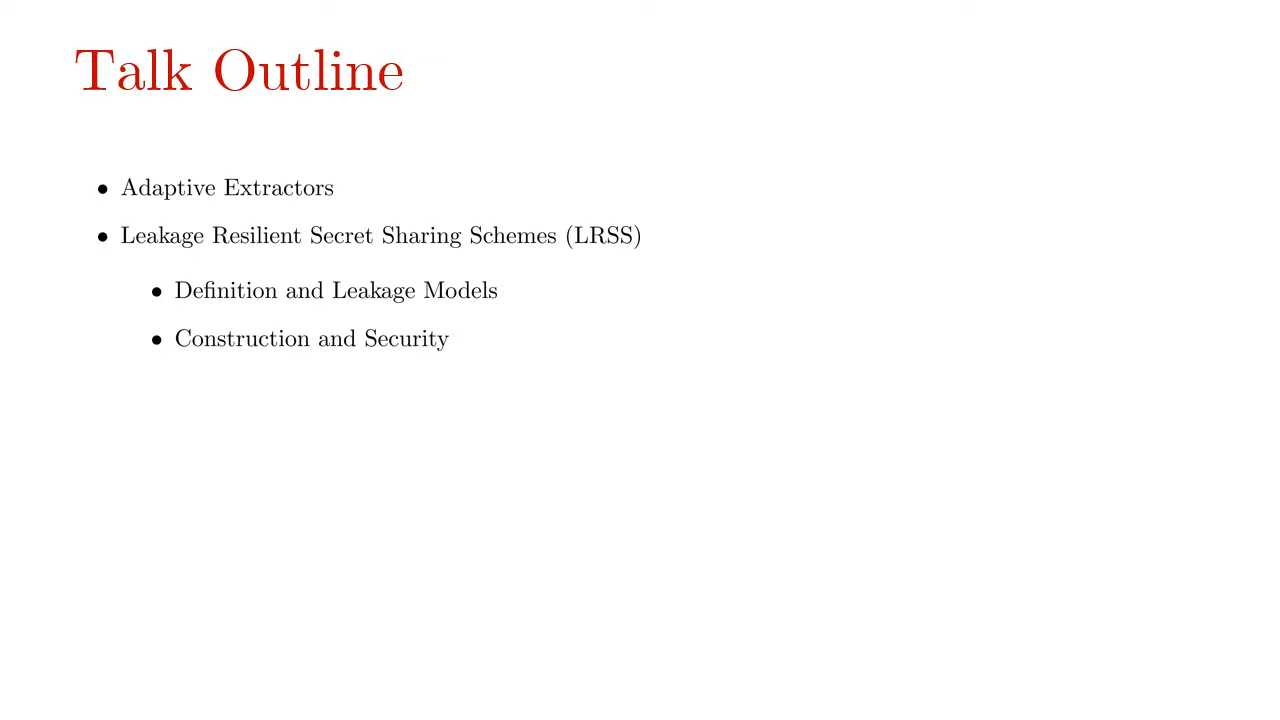 Talk Outline
• Adaptive Extractors
• Leakage Resilient Secret Sharing Schemes (LRSS)
• Definition and Leakage Models
• Construction and Security